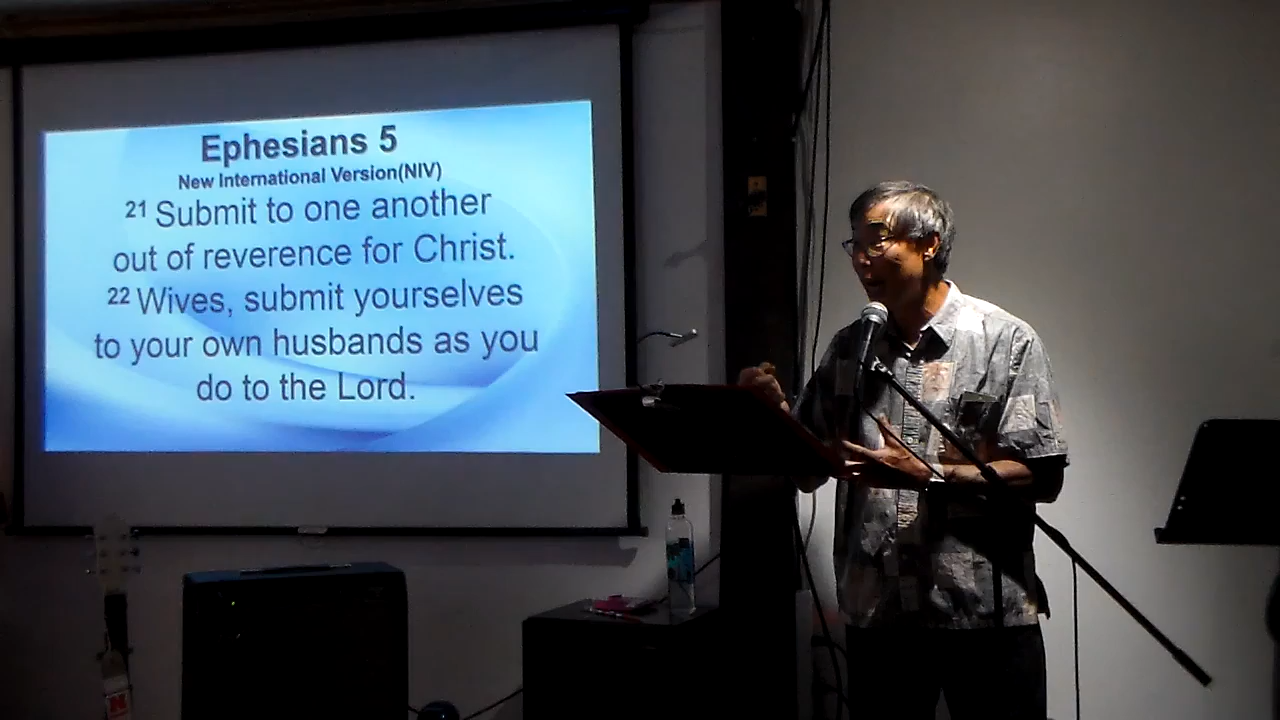 Ephesians 5
New International Version(NIV)
21 Submit to one another
out of reverence for Christ.
22 Wives, submit yourselves
to your own husbands as you
do to the Lord.